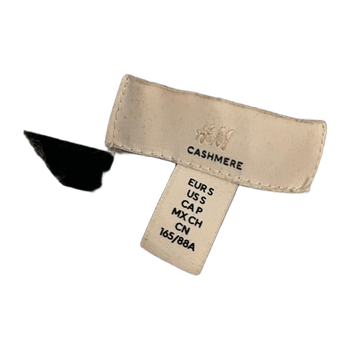 H&M
CASHMERE
EUR S
US S
CA P
MX CH
CN
165/88A